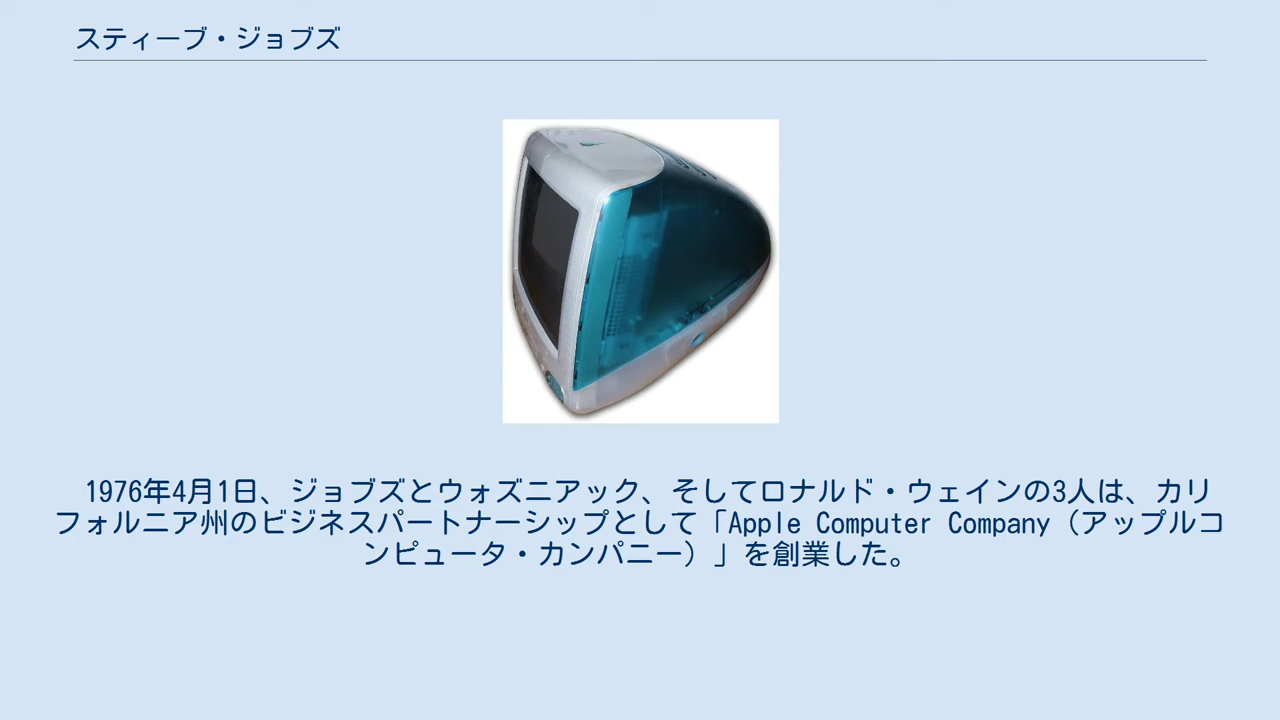 スティーブ・ジョブズ
1976年4月1日、ジョブズとウォズニアック、そしてロナルド・ウェインの3人は、カリ
フォルニア州のビジネスパートナーシップとして「Apple Computer Company（アップルコ
ンピュータ・カンパニー）」を創業した。